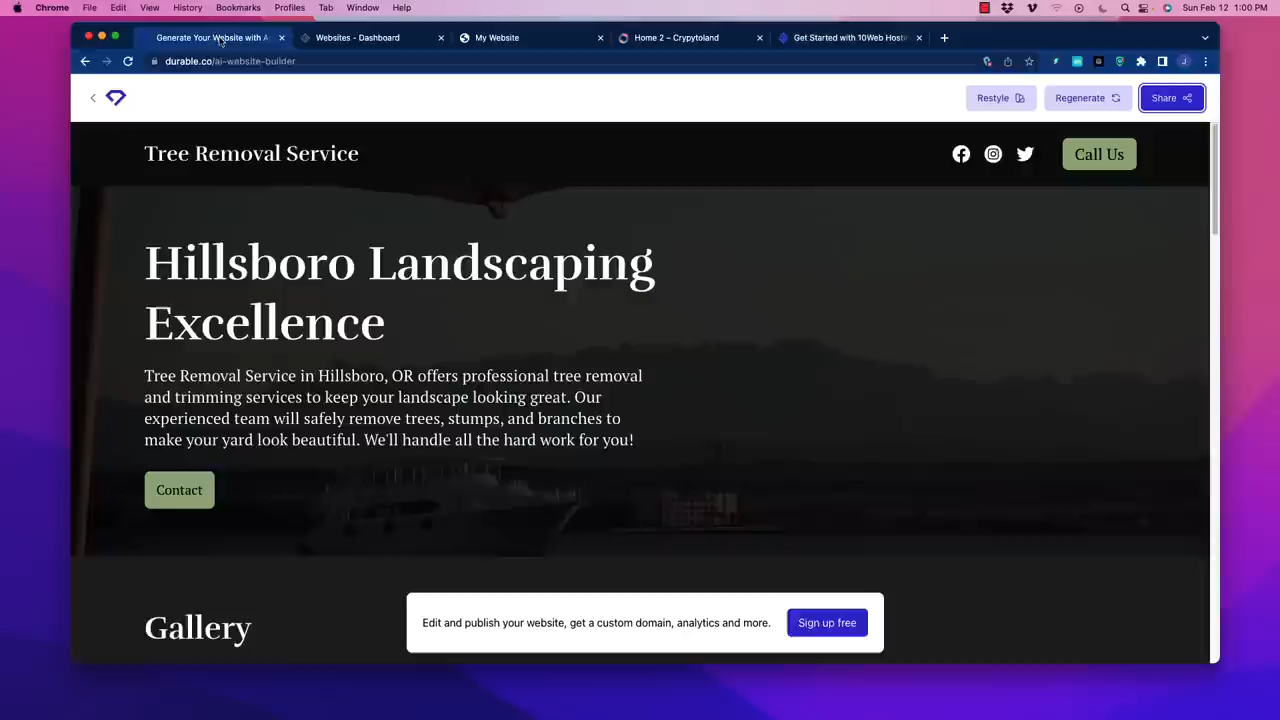 Chrome File Edit View History Bookmarks Profiles Tab Window Help Sun Feb 12 1:00 PM
Generate Your Website with A Websites - Dashboard My Website Home 2 – Crypytoland Get Started with 10Web Hosti
durable.co/ai-website-builder J
Restyle Regenerate Share
Tree Removal Service
Call Us
Hillsboro Landscaping
Excellence
Tree Removal Service in Hillsboro, OR offers professional tree removal
and trimming services to keep your landscape looking great. Our
experienced team will safely remove trees, stumps, and branches to
make your yard look beautiful. We'll handle all the hard work for you!
Contact
Gallery
Edit and publish your website, get a custom domain, analytics and more. Sign up free